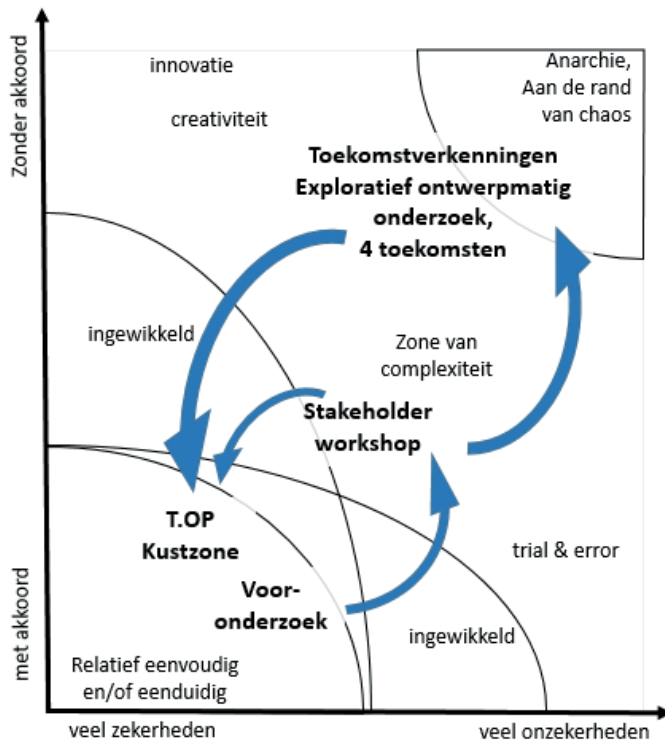 Zonder akkoord
innovatie
creativiteit
Anarchie,
Aan de rand
van chaos
Toekomstverkenningen
Exploratief ontwerpmatig
onderzoek,
4 toekomsten
ingewikkeld
Zone van
complexiteit
Stakeholder
workshop
T.OP
Kustzone
trial & error
Voor-
onderzoek
ingewikkeld
met akkoord
Relatief eenvoudig
en/of eenduidig
veel zekerheden
veel onzekerheden